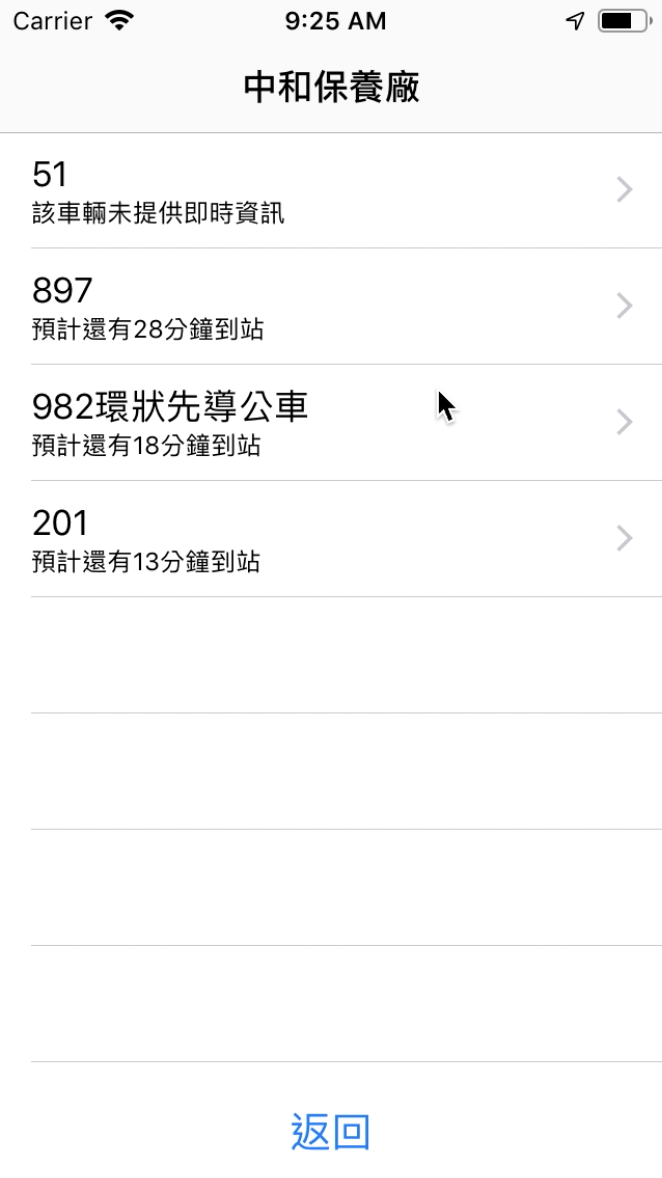 Carrier 9:25 AM
中和保養廠
51
該車輛未提供即時資訊
897
預計還有28分鐘到站
982環狀先導公車
預計還有18分鐘到站
201
預計還有13分鐘到站
返回